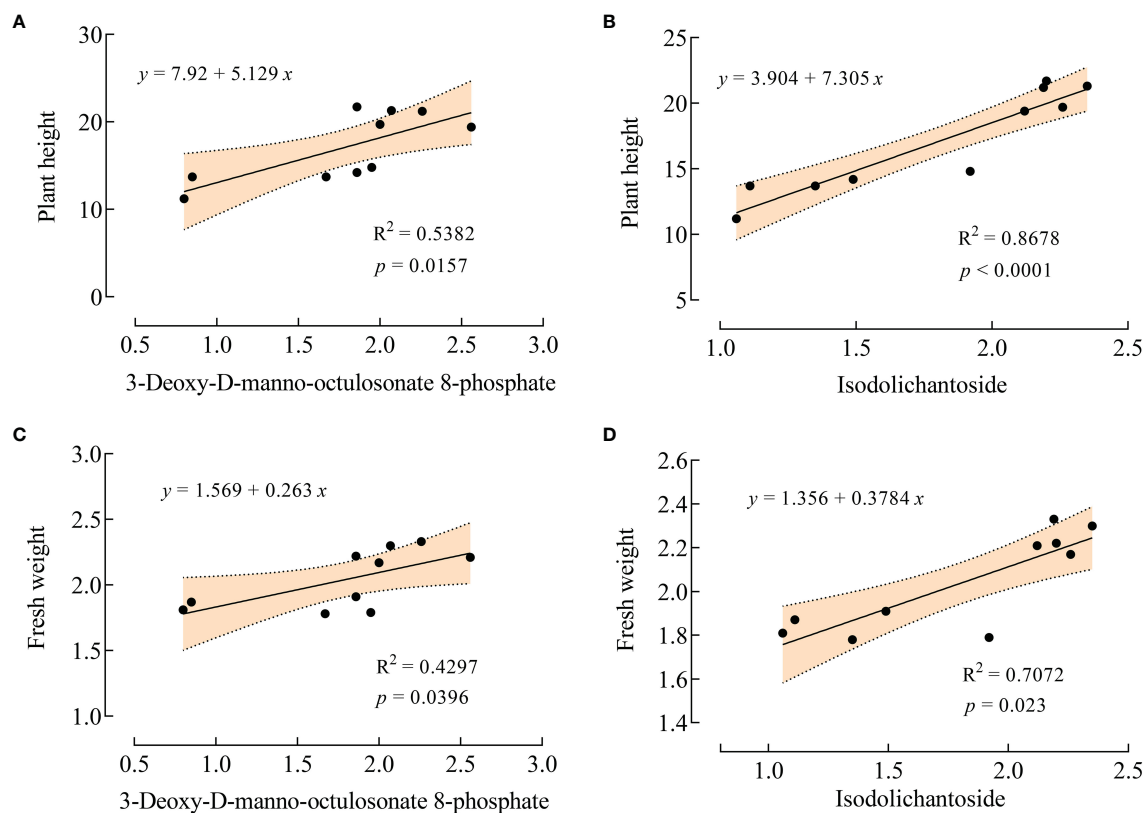 A
30
20
10
0
Plant height
y = 7.92 + 5.129 x
R² = 0.5382
p = 0.0157
0.5 1.0 1.5 2.0 2.5 3.0
3-Deoxy-D-manno-octulosonate 8-phosphate
B
25
20
15
10
5
Plant height
y = 3.904 + 7.305 x
R² = 0.8678
p < 0.0001
1.0 1.5 2.0 2.5
Isodolichantoside
C
3.0
2.5
2.0
1.5
1.0
Fresh weight
y = 1.569 + 0.263 x
R² = 0.4297
p = 0.0396
0.5 1.0 1.5 2.0 2.5 3.0
3-Deoxy-D-manno-octulosonate 8-phosphate
D
2.6
2.4
2.2
2.0
1.8
1.6
1.4
Fresh weight
y = 1.356 + 0.3784 x
R² = 0.7072
p = 0.023
1.0 1.5 2.0 2.5
Isodolichantoside